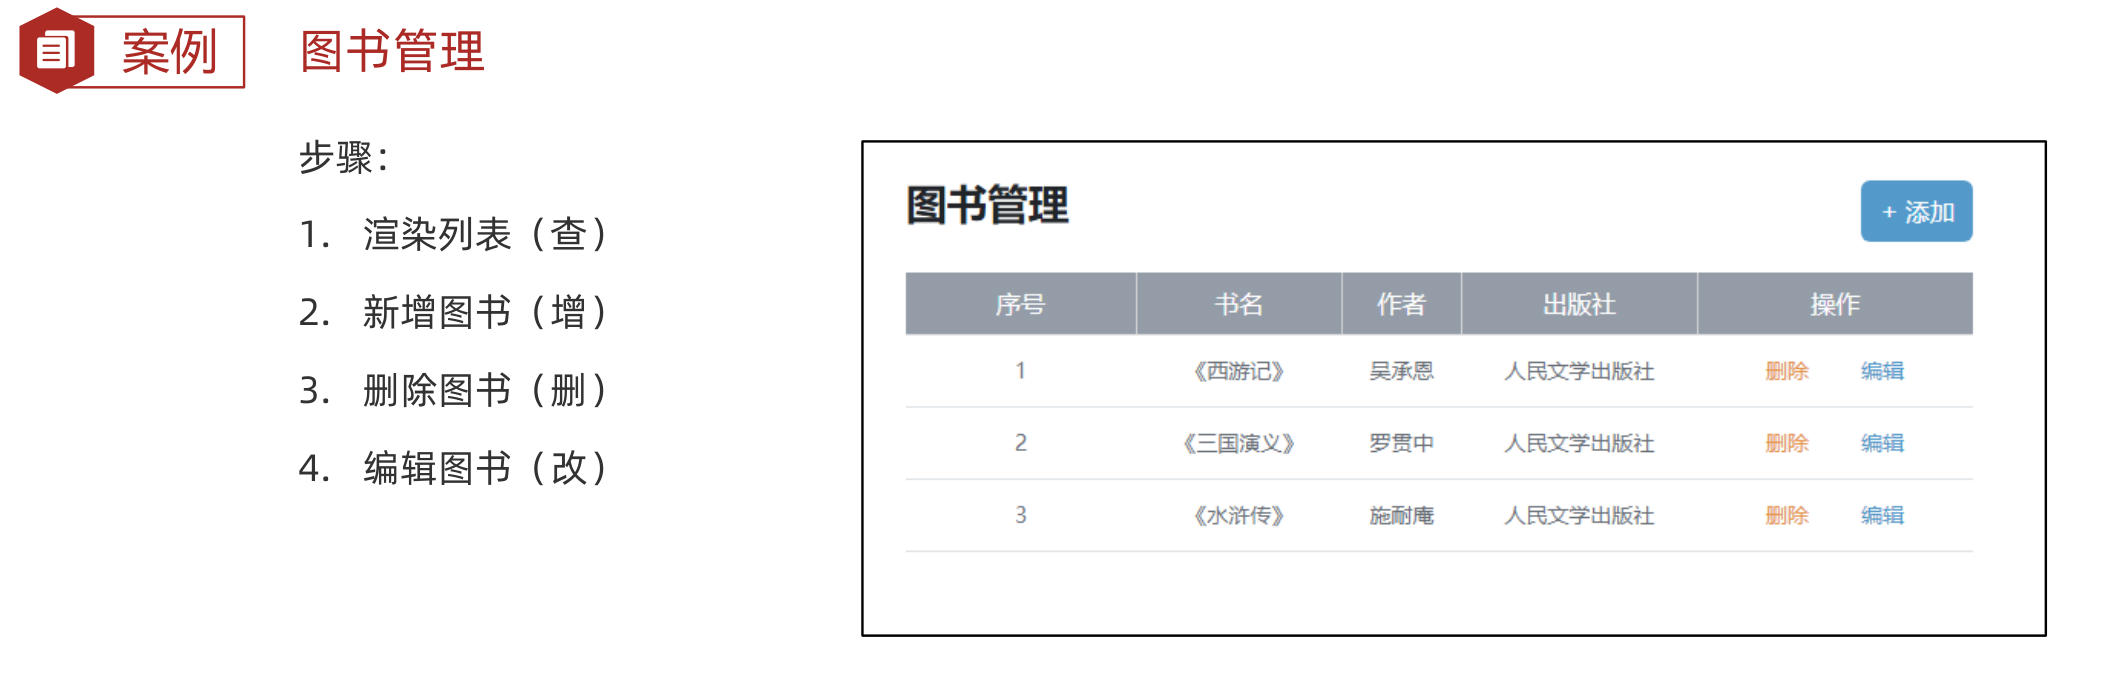 案例 图书管理
步骤：
1. 渲染列表（查）
2. 新增图书（增）
3. 删除图书（删）
4. 编辑图书（改）
图书管理 + 添加
序号 书名 作者 出版社 操作
1 《西游记》 吴承恩 人民文学出版社 删除 编辑
2 《三国演义》 罗贯中 人民文学出版社 删除 编辑
3 《水浒传》 施耐庵 人民文学出版社 删除 编辑